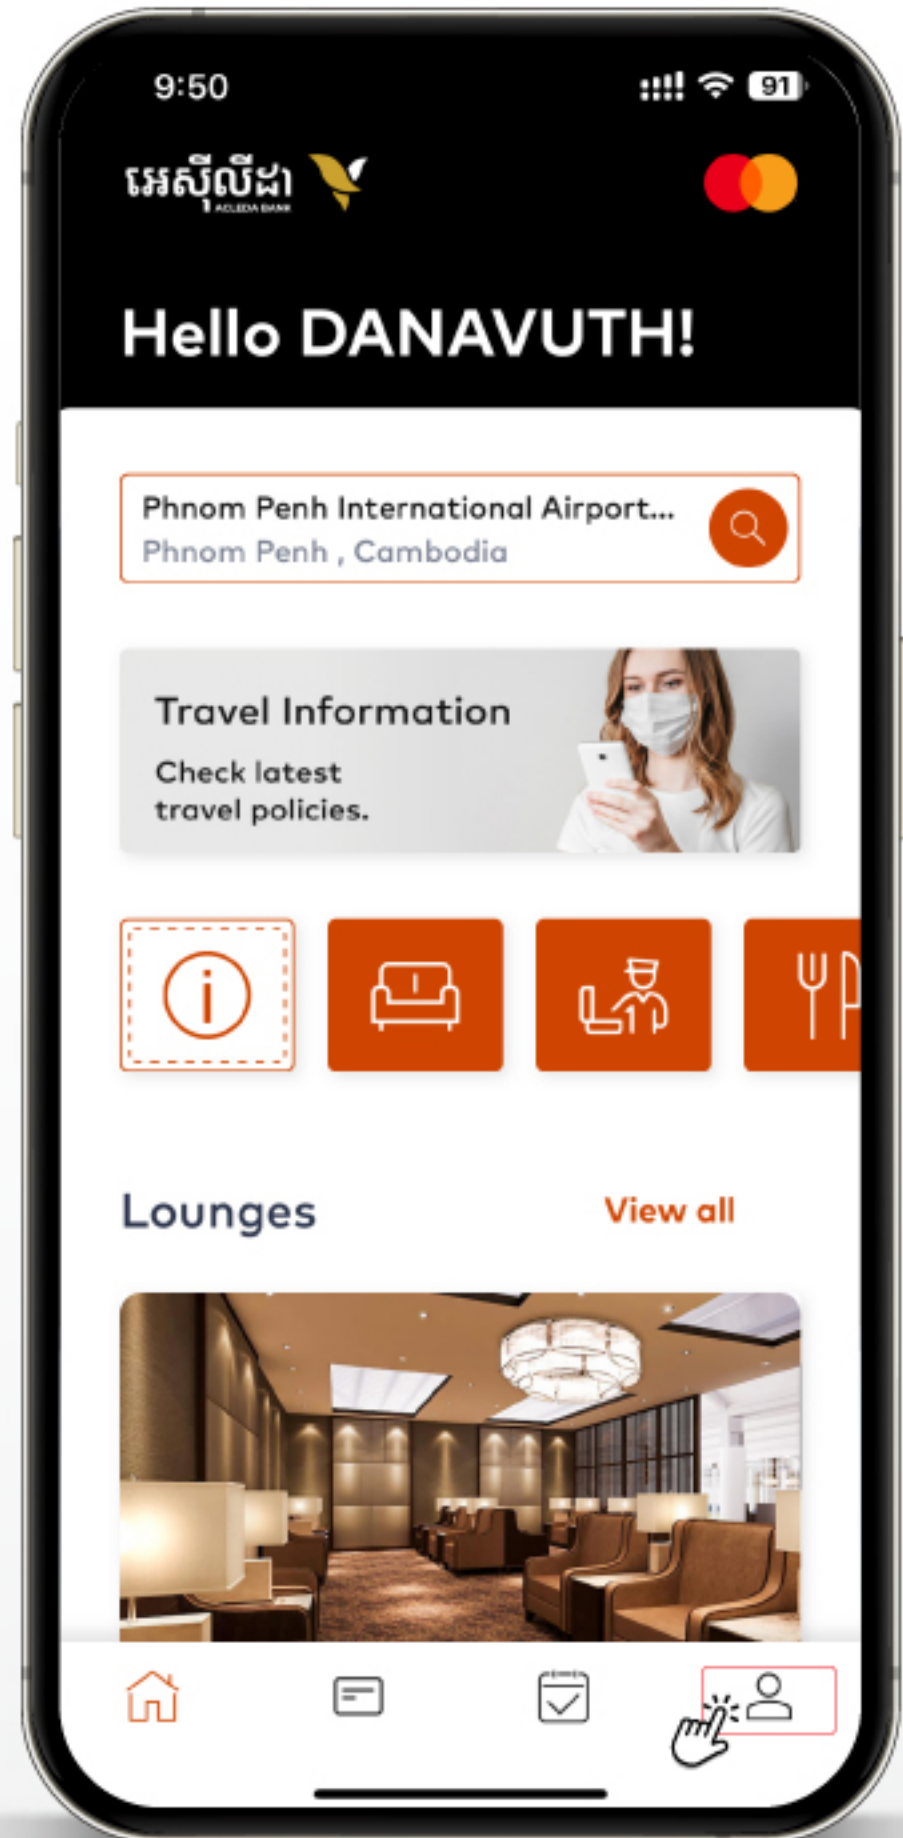 9:50
91
អេស៊ីលីដា
ACLEDA BANK
Hello DANAVUTH!
Phnom Penh International Airport...
Phnom Penh , Cambodia
Travel Information
Check latest
travel policies.
Lounges
View all